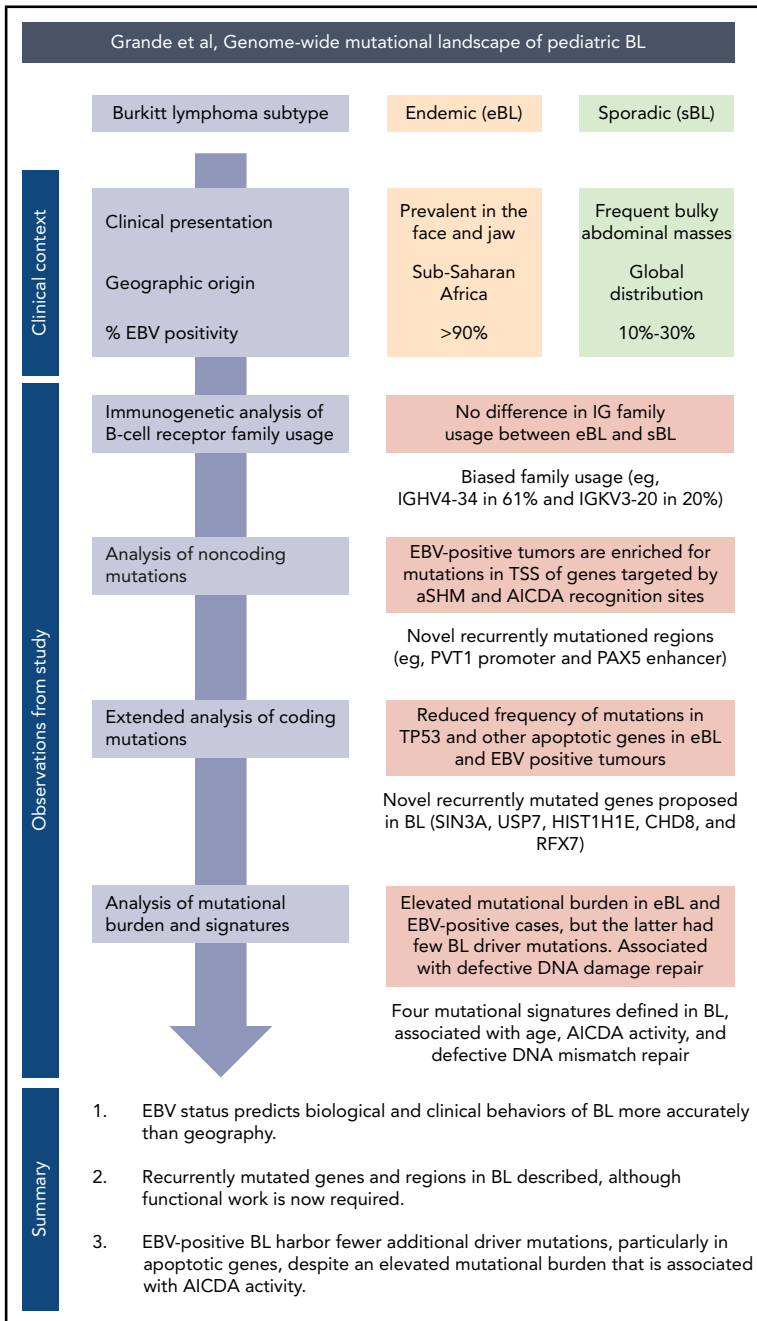 Grande et al, Genome-wide mutational landscape of pediatric BL
Burkitt lymphoma subtype
Endemic (eBL)
Sporadic (sBL)
Clinical context
Clinical presentation
Prevalent in the
face and jaw
Frequent bulky
abdominal masses
Geographic origin
Sub-Saharan
Africa
Global
distribution
% EBV positivity
>90%
10%-30%
Observations from study
Immunogenetic analysis of
B-cell receptor family usage
No difference in IG family
usage between eBL and sBL
Biased family usage (eg,
IGHV4-34 in 61% and IGKV3-20 in 20%)
Analysis of noncoding
mutations
EBV-positive tumors are enriched for
mutations in TSS of genes targeted by
aSHM and AICDA recognition sites
Novel recurrently mutationed regions
(eg, PVT1 promoter and PAX5 enhancer)
Extended analysis of coding
mutations
Reduced frequency of mutations in
TP53 and other apoptotic genes in eBL
and EBV positive tumours
Novel recurrently mutated genes proposed
in BL (SIN3A, USP7, HIST1H1E, CHD8, and
RFX7)
Analysis of mutational
burden and signatures
Elevated mutational burden in eBL and
EBV-positive cases, but the latter had
few BL driver mutations. Associated
with defective DNA damage repair
Four mutational signatures defined in BL,
associated with age, AICDA activity, and
defective DNA mismatch repair
Summary
1. EBV status predicts biological and clinical behaviors of BL more accurately
than geography.
2. Recurrently mutated genes and regions in BL described, although
functional work is now required.
3. EBV-positive BL harbor fewer additional driver mutations, particularly in
apoptotic genes, despite an elevated mutational burden that is associated
with AICDA activity.